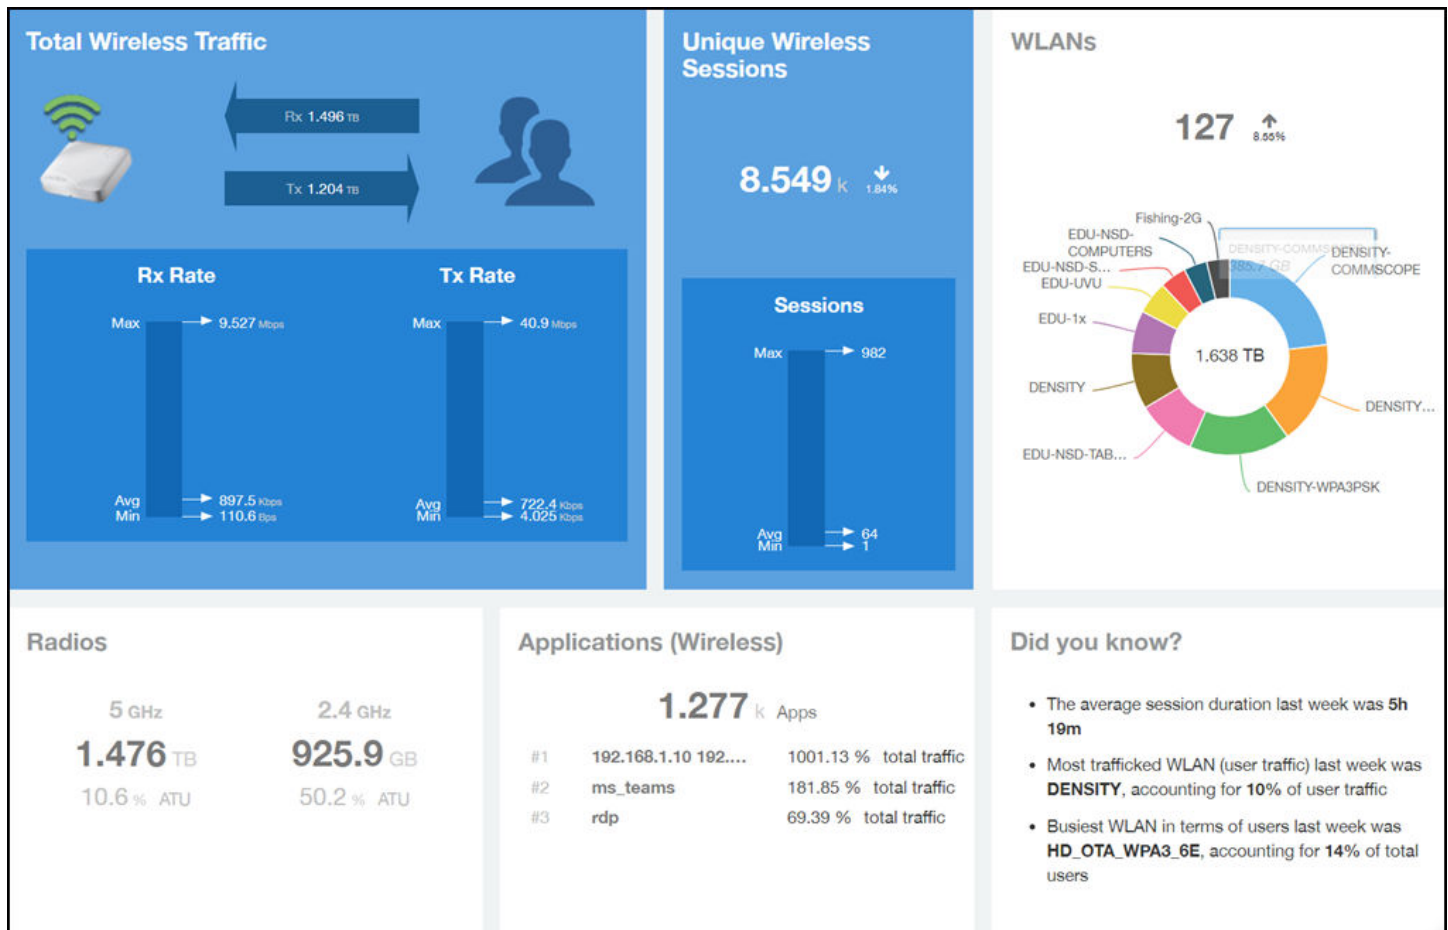 Total Wireless Traffic
Rx 1.496 TB
Tx 1.204 TB
Rx Rate
Max 9.527 Mbps
Avg 897.5 Kbps
Min 110.6 Bps
Tx Rate
Max 40.9 Mbps
Avg 722.4 Kbps
Min 4.025 Kbps
Unique Wireless
Sessions
8.549 k 1.84%
Sessions
Max 982
Avg 64
Min 1
WLANs
127 8.55%
Fishing-2G
EDU-NSD-
COMPUTERS
EDU-NSD-S...
EDU-UVU
EDU-1x
DENSITY
EDU-NSD-TAB...
DENSITY-COMMSCOPE
385.7 GB
DENSITY-
COMMSCOPE
1.638 TB
DENSITY...
DENSITY-WPA3PSK
Radios
5 GHz
1.476 TB
10.6 % ATU
2.4 GHz
925.9 GB
50.2 % ATU
Applications (Wireless)
1.277 k Apps
#1 192.168.1.10 192.... 1001.13 % total traffic
#2 ms_teams 181.85 % total traffic
#3 rdp 69.39 % total traffic
Did you know?
• The average session duration last week was 5h
19m
• Most trafficked WLAN (user traffic) last week was
DENSITY, accounting for 10% of user traffic
• Busiest WLAN in terms of users last week was
HD_OTA_WPA3_6E, accounting for 14% of total
users